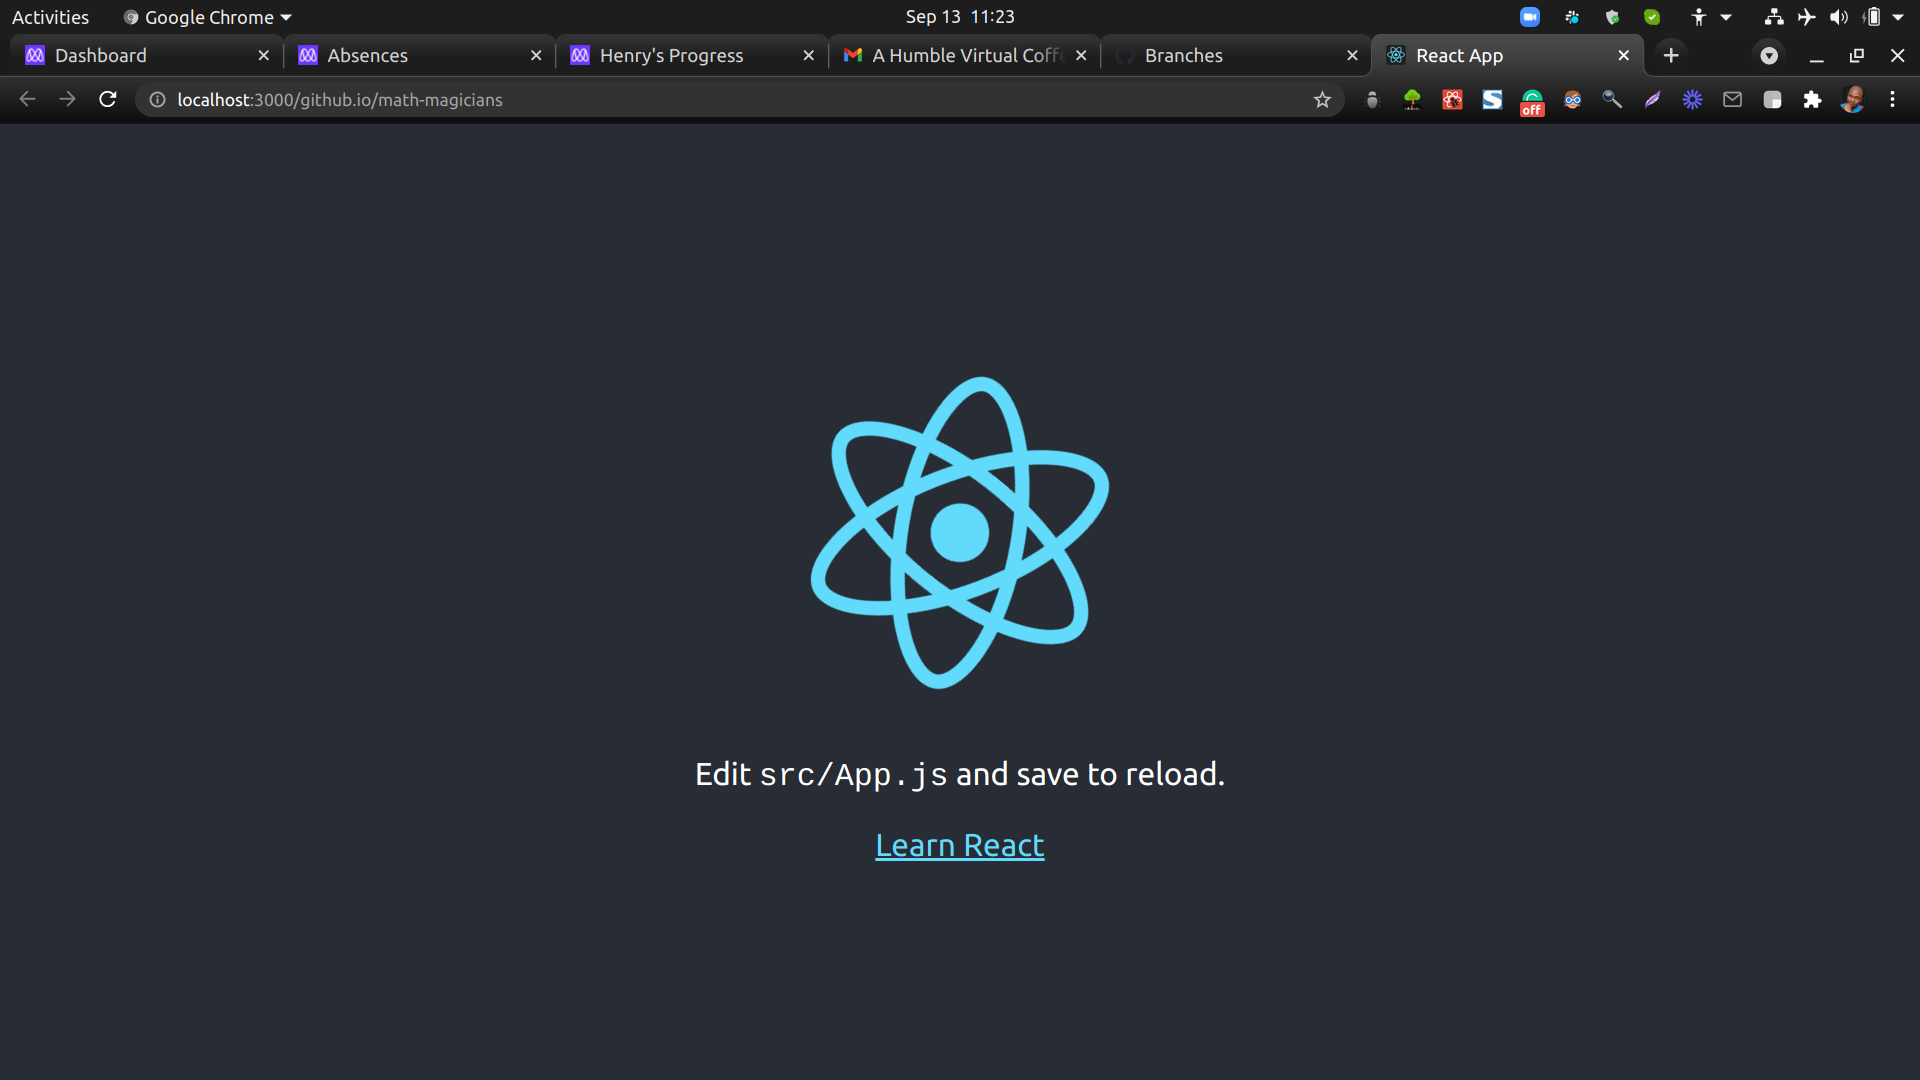 Activities
Google Chrome
Sep 13 11:23
Dashboard
Absences
Henry's Progress
A Humble Virtual Coff
Branches
React App
localhost:3000/github.io/math-magicians
off
Edit src/App.js and save to reload.
Learn React